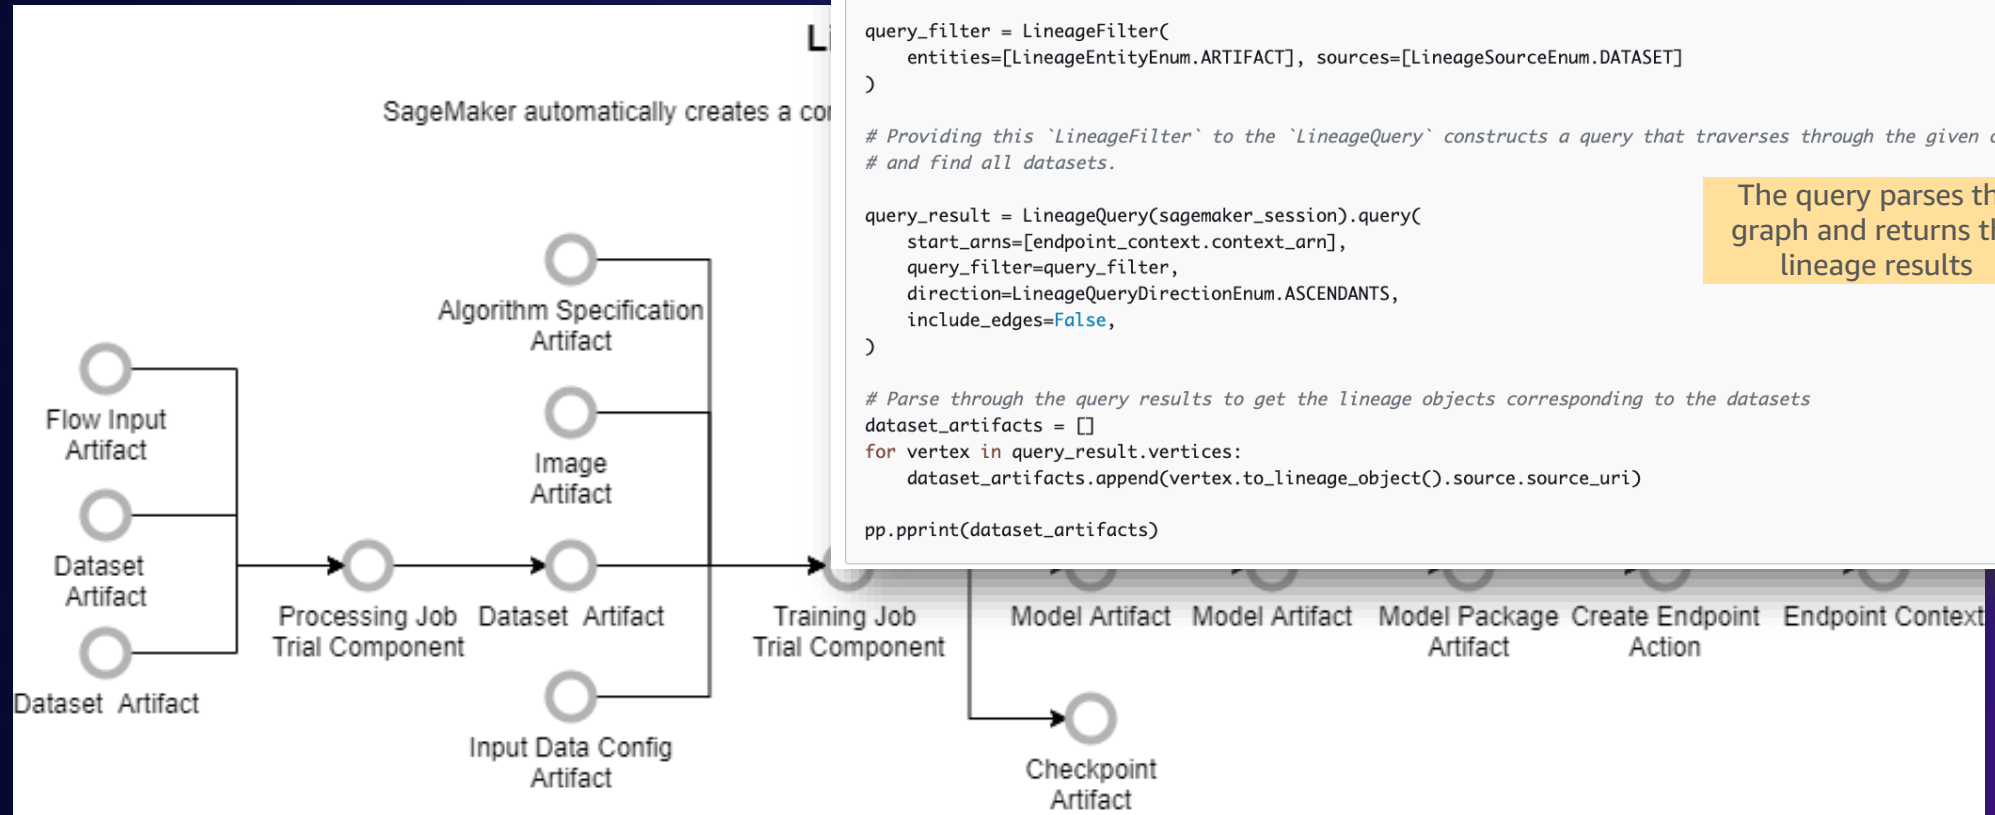 SageMaker automatically creates a
query_filter = LineageFilter(
entities=[LineageEntityEnum.ARTIFACT], sources=[LineageSourceEnum.DATASET]
)
# Providing this `LineageFilter` to the `LineageQuery` constructs a query that traverses through the given
# and find all datasets.
query_result = LineageQuery(sagemaker_session).query(
start_arns=[endpoint_context.context_arn],
query_filter=query_filter,
direction=LineageQueryDirectionEnum.ASCENDANTS,
include_edges=False,
)
# Parse through the query results to get the lineage objects corresponding to the datasets
dataset_artifacts = []
for vertex in query_result.vertices:
dataset_artifacts.append(vertex.to_lineage_object().source.source_uri)
pp.pprint(dataset_artifacts)
The query parses
graph and returns
lineage results
Algorithm Specification
Artifact
Flow Input
Artifact
Image
Artifact
Dataset
Artifact
Processing Job
Trial Component
Dataset Artifact
Training Job
Trial Component
Model Artifact
Model Artifact
Model Package
Artifact
Create Endpoint
Action
Endpoint Context
Dataset Artifact
Input Data Config
Artifact
Checkpoint
Artifact